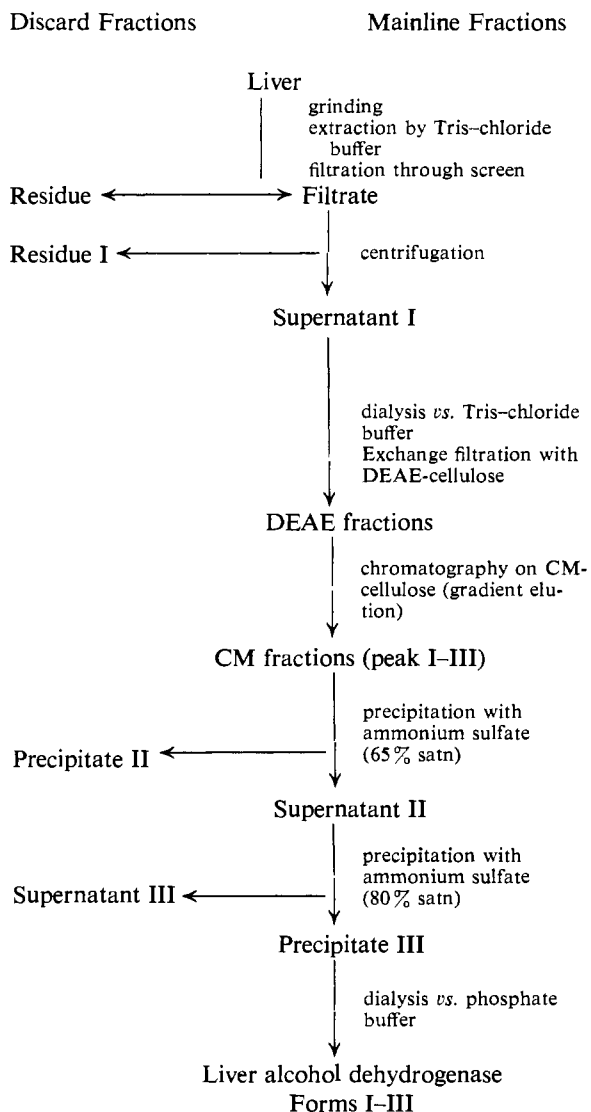 Discard Fractions Mainline Fractions
Liver
grinding
extraction by Tris–chloride
buffer
filtration through screen
Residue Filtrate
Residue I centrifugation
Supernatant I
dialysis vs. Tris–chloride
buffer
Exchange filtration with
DEAE-cellulose
DEAE fractions
chromatography on CM-
cellulose (gradient elu-
tion)
CM fractions (peak I–III)
precipitation with
ammonium sulfate
(65% satn)
Precipitate II
Supernatant II
precipitation with
ammonium sulfate
(80% satn)
Supernatant III
Precipitate III
dialysis vs. phosphate
buffer
Liver alcohol dehydrogenase
Forms I–III